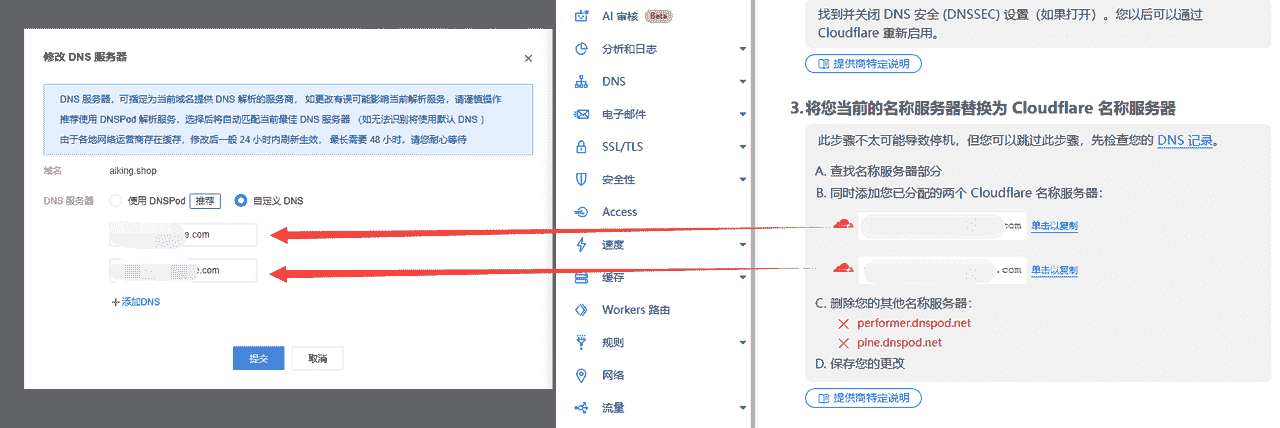 修改 DNS 服务器
DNS 服务器，可指定为当前域名提供 DNS 解析的服务商， 如更改有误可能影响当前解析服务，请谨慎操作
推荐使用 DNSPod 解析服务，选择后将自动匹配当前最佳 DNS 服务器 （如无法识别将使用默认 DNS ）
由于各地网络运营商存在缓存，修改后一般 24 小时内刷新生效， 最长需要 48 小时，请您耐心等待
域名 aiking.shop
DNS 服务器 使用 DNSPod 推荐 自定义 DNS
e.com
e.com
+添加DNS
提交 取消
AI 审核 Beta
分析和日志
DNS
电子邮件
SSL/TLS
安全性
Access
速度
缓存
Workers 路由
规则
网络
流量
找到并关闭 DNS 安全 (DNSSEC) 设置（如果打开）。您以后可以通过
Cloudflare 重新启用。
提供商特定说明
3. 将您当前的名称服务器替换为 Cloudflare 名称服务器
此步骤不太可能导致停机，但您可以跳过此步骤，先检查您的 DNS 记录。
A. 查找名称服务器部分
B. 同时添加您已分配的两个 Cloudflare 名称服务器：
.com 单击以复制
.com 单击以复制
C. 删除您的其他名称服务器：
performer.dnspod.net
pine.dnspod.net
D. 保存您的更改
提供商特定说明